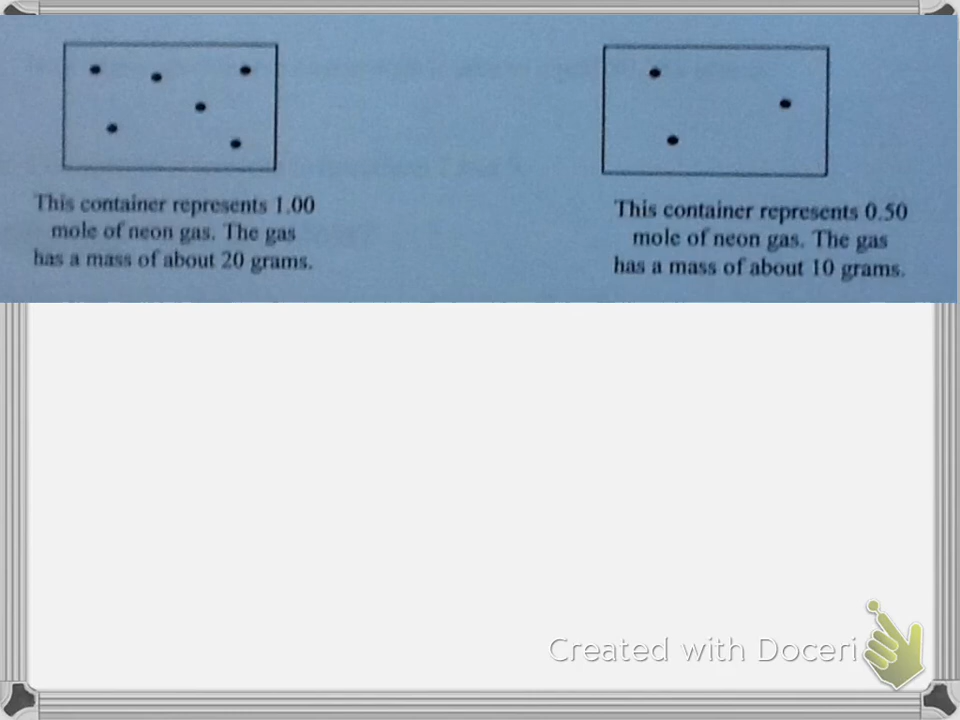 This container represents 1.00
mole of neon gas. The gas
has a mass of about 20 grams.
This container represents 0.50
mole of neon gas. The gas
has a mass of about 10 grams.
Created with Doceri